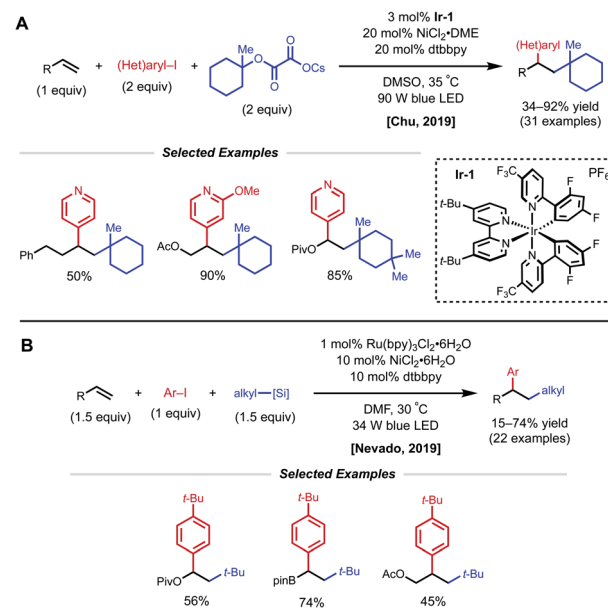 A
3 mol% Ir-1
20 mol% NiCl2•DME
20 mol% dtbbpy
DMSO, 35 °C
90 W blue LED
[Chu, 2019]
R
(1 equiv)
+
(Het)aryl–I
(2 equiv)
+
Me
O
O
O
OCs
(2 equiv)
(Het)aryl
Me
R
34–92% yield
(31 examples)
Selected Examples
N
Me
Ph
50%
N
OMe
Me
AcO
90%
N
Me
OPiv
Me
Me
85%
Ir-1
PF6
F3C
F
F
t-Bu
N
N
N
Ir
N
t-Bu
F
F
F3C
B
1 mol% Ru(bpy)3Cl2•6H2O
10 mol% NiCl2•6H2O
10 mol% dtbbpy
DMF, 30 °C
34 W blue LED
[Nevado, 2019]
R
(1.5 equiv)
+
Ar–I
(1 equiv)
+
alkyl—[Si]
(1.5 equiv)
Ar
R
alkyl
15–74% yield
(22 examples)
Selected Examples
t-Bu
t-Bu
OPiv
56%
t-Bu
pinB
t-Bu
74%
t-Bu
AcO
t-Bu
45%